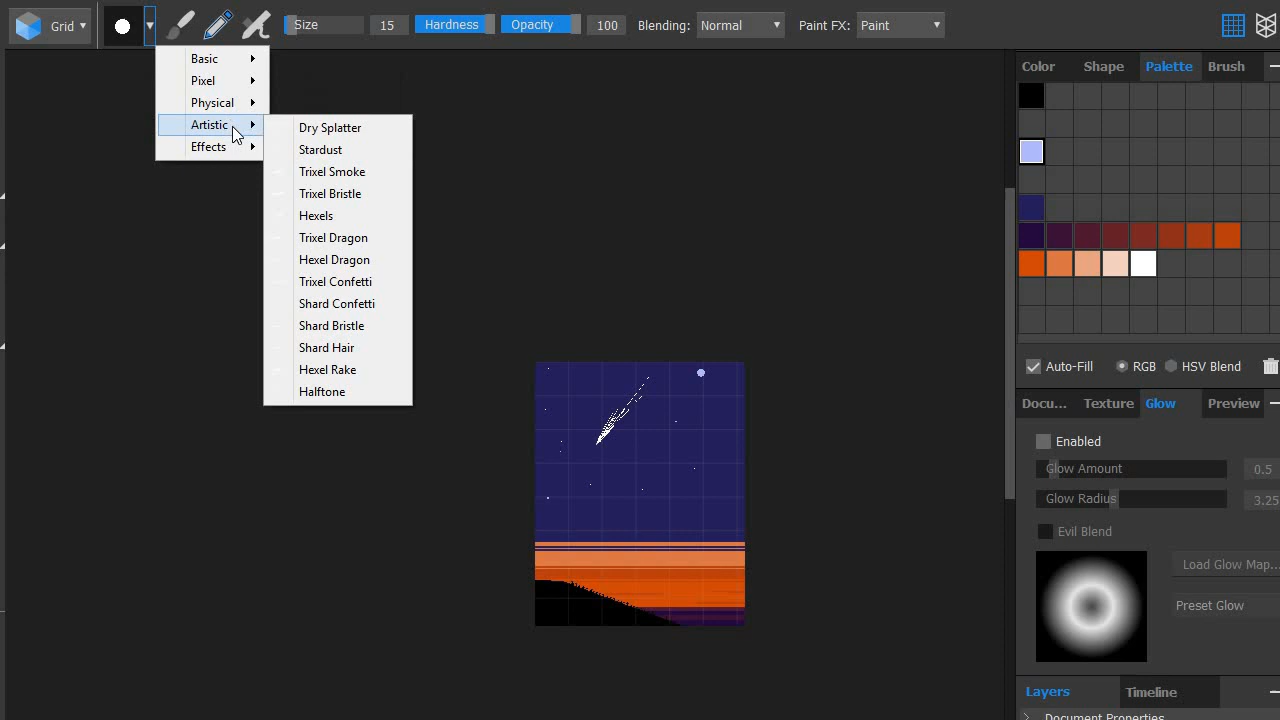 Grid
Size 15 Hardness Opacity 100 Blending: Normal Paint FX: Paint
Basic
Pixel
Physical
Artistic
Effects
Dry Splatter
Stardust
Trixel Smoke
Trixel Bristle
Hexels
Trixel Dragon
Hexel Dragon
Trixel Confetti
Shard Confetti
Shard Bristle
Shard Hair
Hexel Rake
Halftone
Color Shape Palette Brush
Auto-Fill RGB HSV Blend
Docu... Texture Glow Preview
Enabled
Glow Amount 0.5
Glow Radius 3.25
Evil Blend
Load Glow Map...
Preset Glow
Layers Timeline
Document Properties